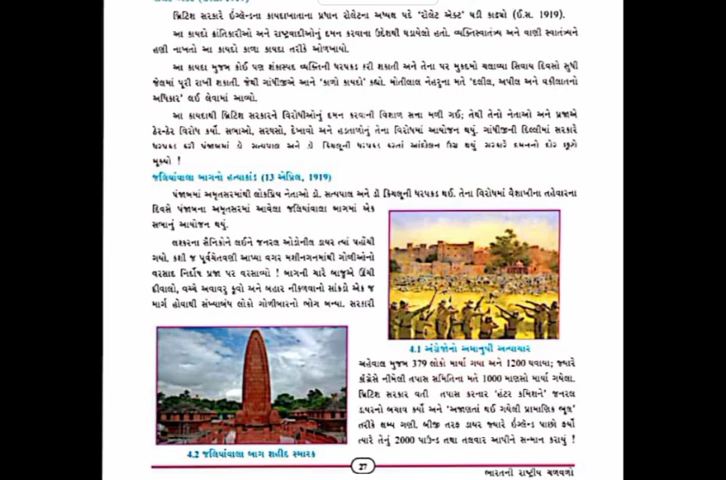 બ્રિટિશ સરકારે ઇંગ્લેન્ડના કાયદાખાતાના પ્રધાન રોલેટના અધ્યક્ષ પદે 'રોલેટ એક્ટ' ઘડી કાઢ્યો (ઈ.સ. 1919).
આ કાયદો ક્રાંતિકારીઓ અને રાષ્ટ્રવાદીઓનું દમન કરવાના ઉદ્દેશથી ઘડાયેલો હતો. વ્યક્તિસ્વાતંત્ર્ય અને વાણી સ્વાતંત્ર્યને
હણી નાખતો આ કાયદો કાળા કાયદા તરીકે ઓળખાયો.
આ કાયદા મુજબ કોઈ પણ શંકાસ્પદ વ્યક્તિની ધરપકડ કરી શકાતી અને તેના પર મુકદમો ચલાવ્યા સિવાય દિવસો સુધી
જેલમાં પૂરી રાખી શકાતી. જેથી ગાંધીજીએ આને 'કાળો કાયદો' કહ્યો. મોતીલાલ નેહરુના મતે 'દલીલ, અપીલ અને વકીલાતનો
અધિકાર' લઈ લેવામાં આવ્યો.
આ કાયદાથી બ્રિટિશ સરકારને વિરોધીઓનું દમન કરવાની વિશાળ સત્તા મળી ગઈ; તેથી તેનો નેતાઓ અને પ્રજાએ
ઠેરઠેર વિરોધ કર્યો. સભાઓ, સરઘસો, દેખાવો અને હડતાળોનું તેના વિરોધમાં આયોજન થયું. ગાંધીજીની દિલ્લીમાં સરકારે
ધરપકડ કરી પંજાબમાં ડૉ સત્યપાલ અને ડૉ કિચલૂની ધરપકડ કરતાં આંદોલન ઉગ્ર થયું સરકારે દમનનો દોર છુટો
મુક્યો !
જલિયાંવાલા બાગનો હત્યાકાંડ (13 એપ્રિલ, 1919)
પંજાબમાં અમૃતસરમાંથી લોકપ્રિય નેતાઓ ડૉ. સત્યપાલ અને ડૉ કિચલૂની ધરપકડ થઈ. તેના વિરોધમાં વૈશાખીના તહેવારના
દિવસે પંજાબના અમૃતસરમાં આવેલા જલિયાંવાલા બાગમાં એક
સભાનું આયોજન થયું.
લશ્કરના સૈનિકોને લઈને જનરલ ઓડોનીલ ડાયર ત્યાં પહોંચી
ગયો. કશી જ પૂર્વચેતવણી આપ્યા વગર મશીનગનમાંથી ગોળીઓનો
વરસાદ નિર્દોષ પ્રજા પર વરસાવ્યો ! બાગની ચારે બાજુએ ઊંચી
દીવાલો, વચ્ચે અવાવરુ કૂવો અને બહાર નીકળવાનો સાંકડો એક જ
માર્ગ હોવાથી સંખ્યાબંધ લોકો ગોળીબારનો ભોગ બન્યા. સરકારી
4.1 અંગ્રેજોનો અમાનુષી અત્યાચાર
અહેવાલ મુજબ 379 લોકો માર્યા ગયા અને 1200 ઘવાયા; જ્યારે
કૉંગ્રેસે નીમેલી તપાસ સમિતિના મતે 1000 માણસો માર્યા ગયેલા.
બ્રિટિશ સરકાર વતી તપાસ કરનાર 'હંટર કમિશને' જનરલ
ડાયરનો બચાવ કર્યો અને 'અજાણતાં થઈ ગયેલી પ્રામાણિક ભૂલ'
તરીકે ક્ષમ્ય ગણી. બીજી તરફ ડાયર જ્યારે ઇંગ્લૅન્ડ પાછો ફર્યો
ત્યારે તેનું 2000 પાઉન્ડ તથા તલવાર આપીને સન્માન કરાયું !
4.2 જલિયાંવાલા બાગ શહીદ સ્મારક
27
ભારતની રાષ્ટ્રીય ચળવળો